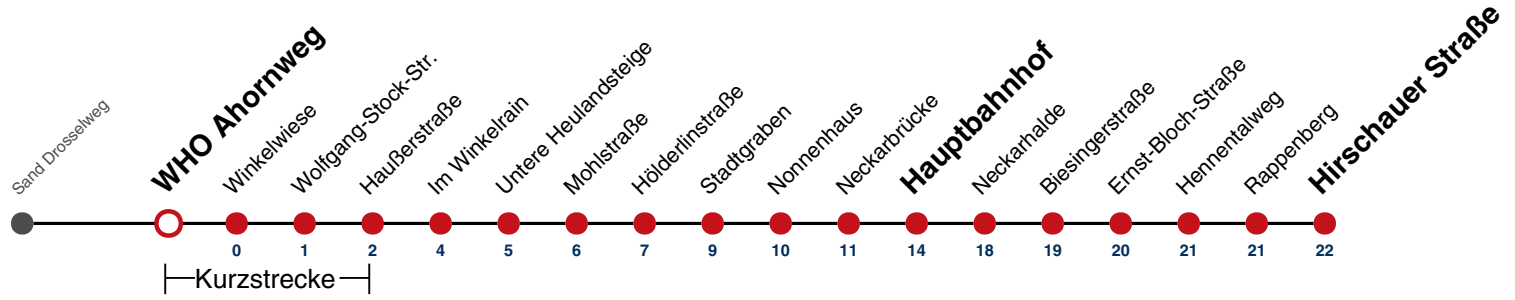 Sand Drosselweg
WHO Ahornweg
Winkelwiese
Wolfgang-Stock-Str.
Haußerstraße
Im Winkelrain
Untere Heulandsteige
Mohlstraße
Hölderlinstraße
Stadtgraben
Nonnenhaus
Neckarbrücke
Hauptbahnhof
Neckarhalde
Biesingerstraße
Ernst-Bloch-Straße
Hennentalweg
Rappenberg
Hirschauer Straße
0 1 2 4 5 6 7 9 10 11 14 18 19 20 21 21 22
Kurzstrecke